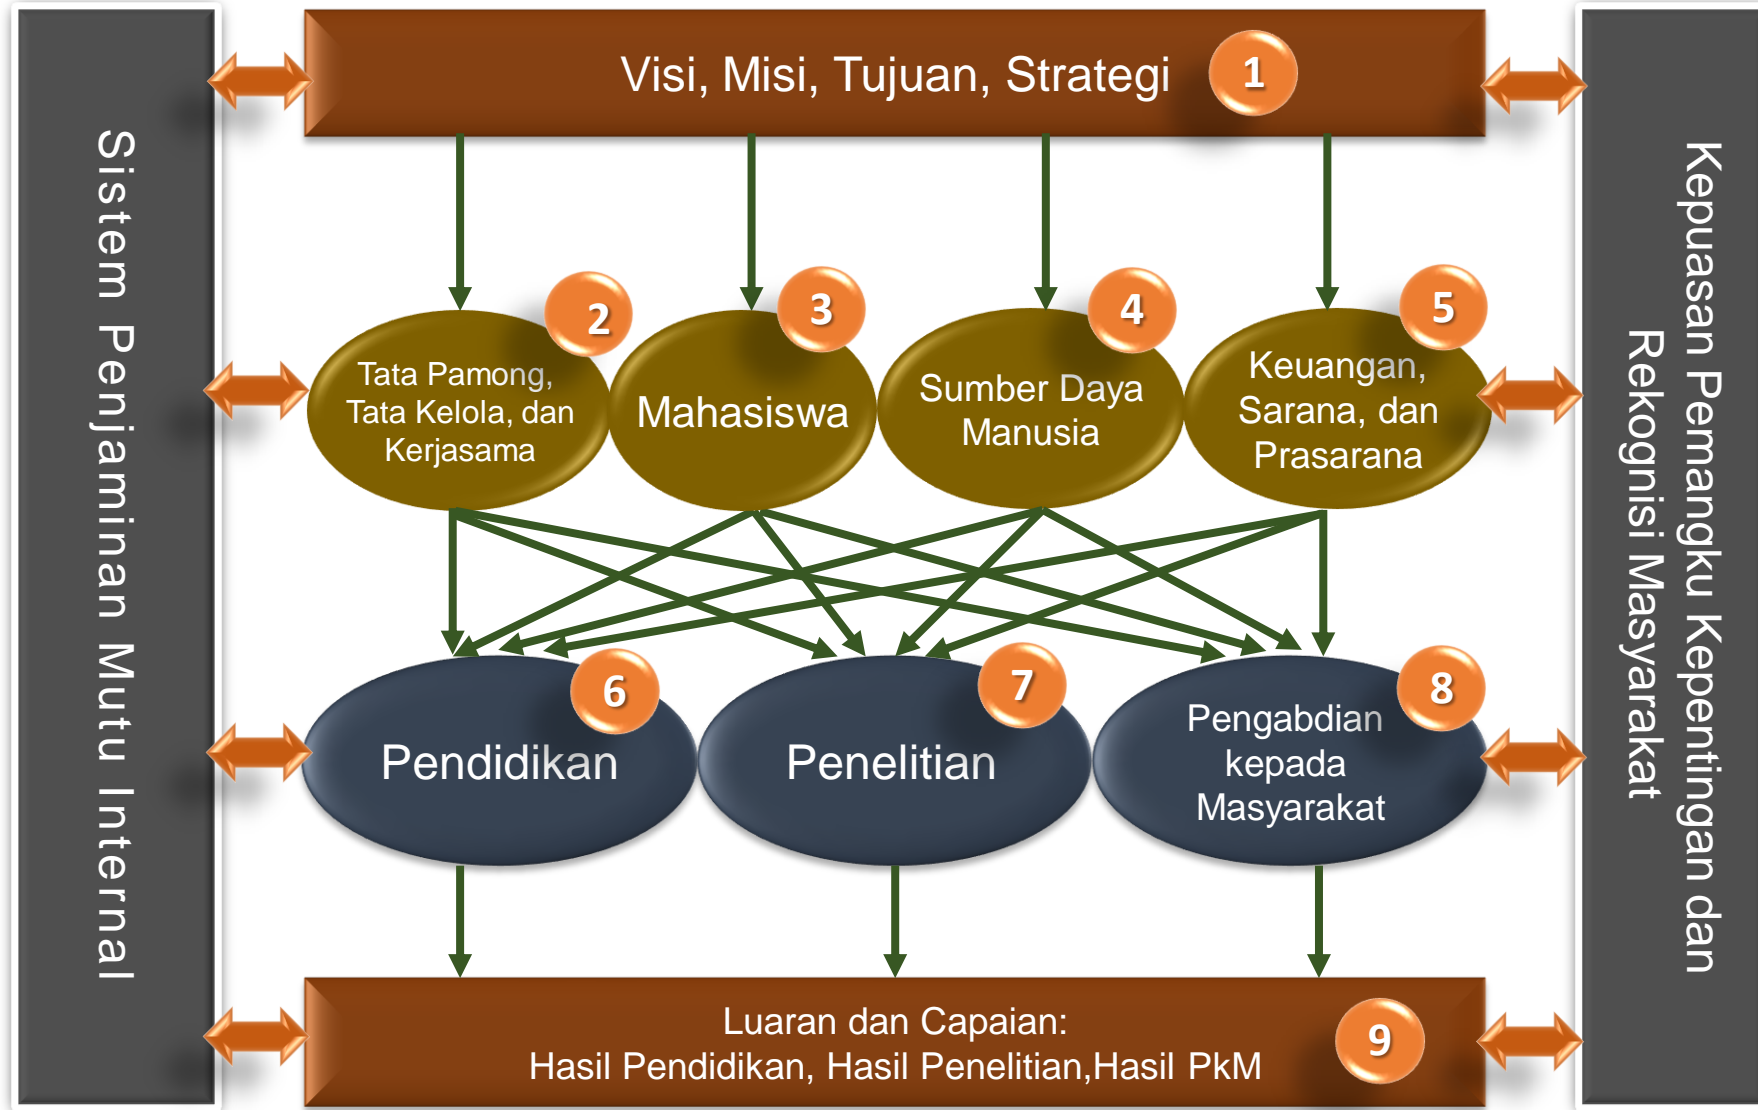 Sistem Penjaminan Mutu Internal
Visi, Misi, Tujuan, Strategi
1
2
Tata Pamong,
Tata Kelola, dan
Kerjasama
3
Mahasiswa
4
Sumber Daya
Manusia
5
Keuangan,
Sarana, dan
Prasarana
6
Pendidikan
7
Penelitian
8
Pengabdian
kepada
Masyarakat
Luaran dan Capaian:
Hasil Pendidikan, Hasil Penelitian,Hasil PkM
9
Kepuasan Pemangku Kepentingan dan
Rekognisi Masyarakat